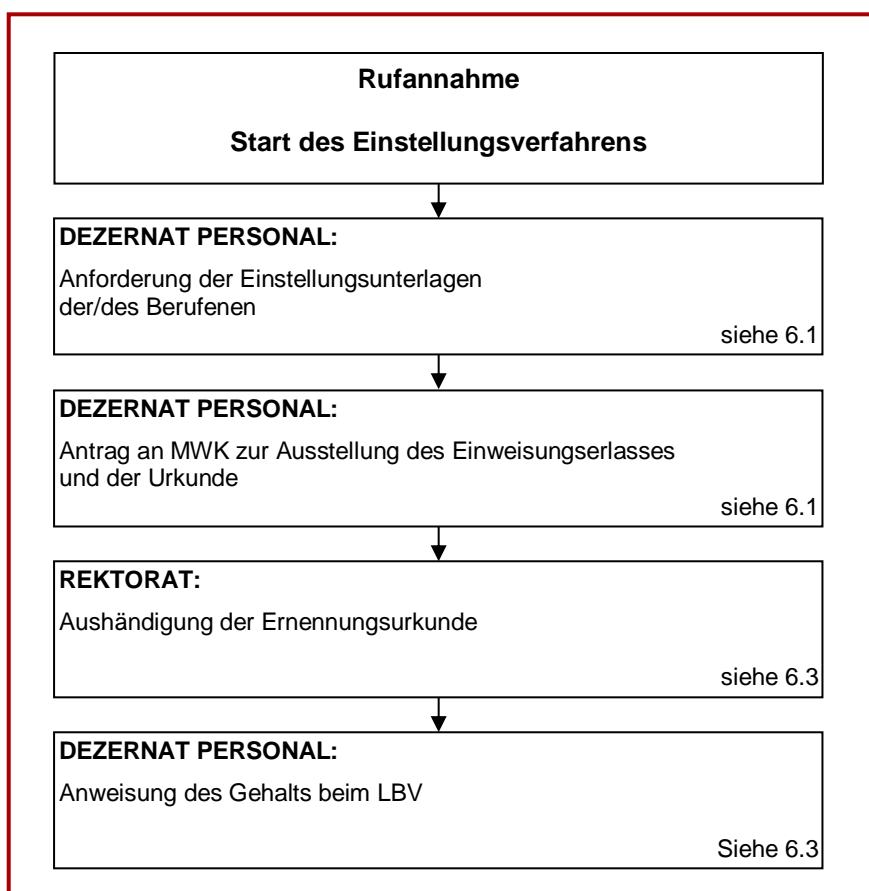 Rufannahme
Start des Einstellungsverfahrens
DEZERNAT PERSONAL:
Anforderung der Einstellungsunterlagen
der/des Berufenen
siehe 6.1
DEZERNAT PERSONAL:
Antrag an MWK zur Ausstellung des Einweisungserlasses
und der Urkunde
siehe 6.1
REKTORAT:
Aushändigung der Ernennungsurkunde
siehe 6.3
DEZERNAT PERSONAL:
Anweisung des Gehalts beim LBV
Siehe 6.3